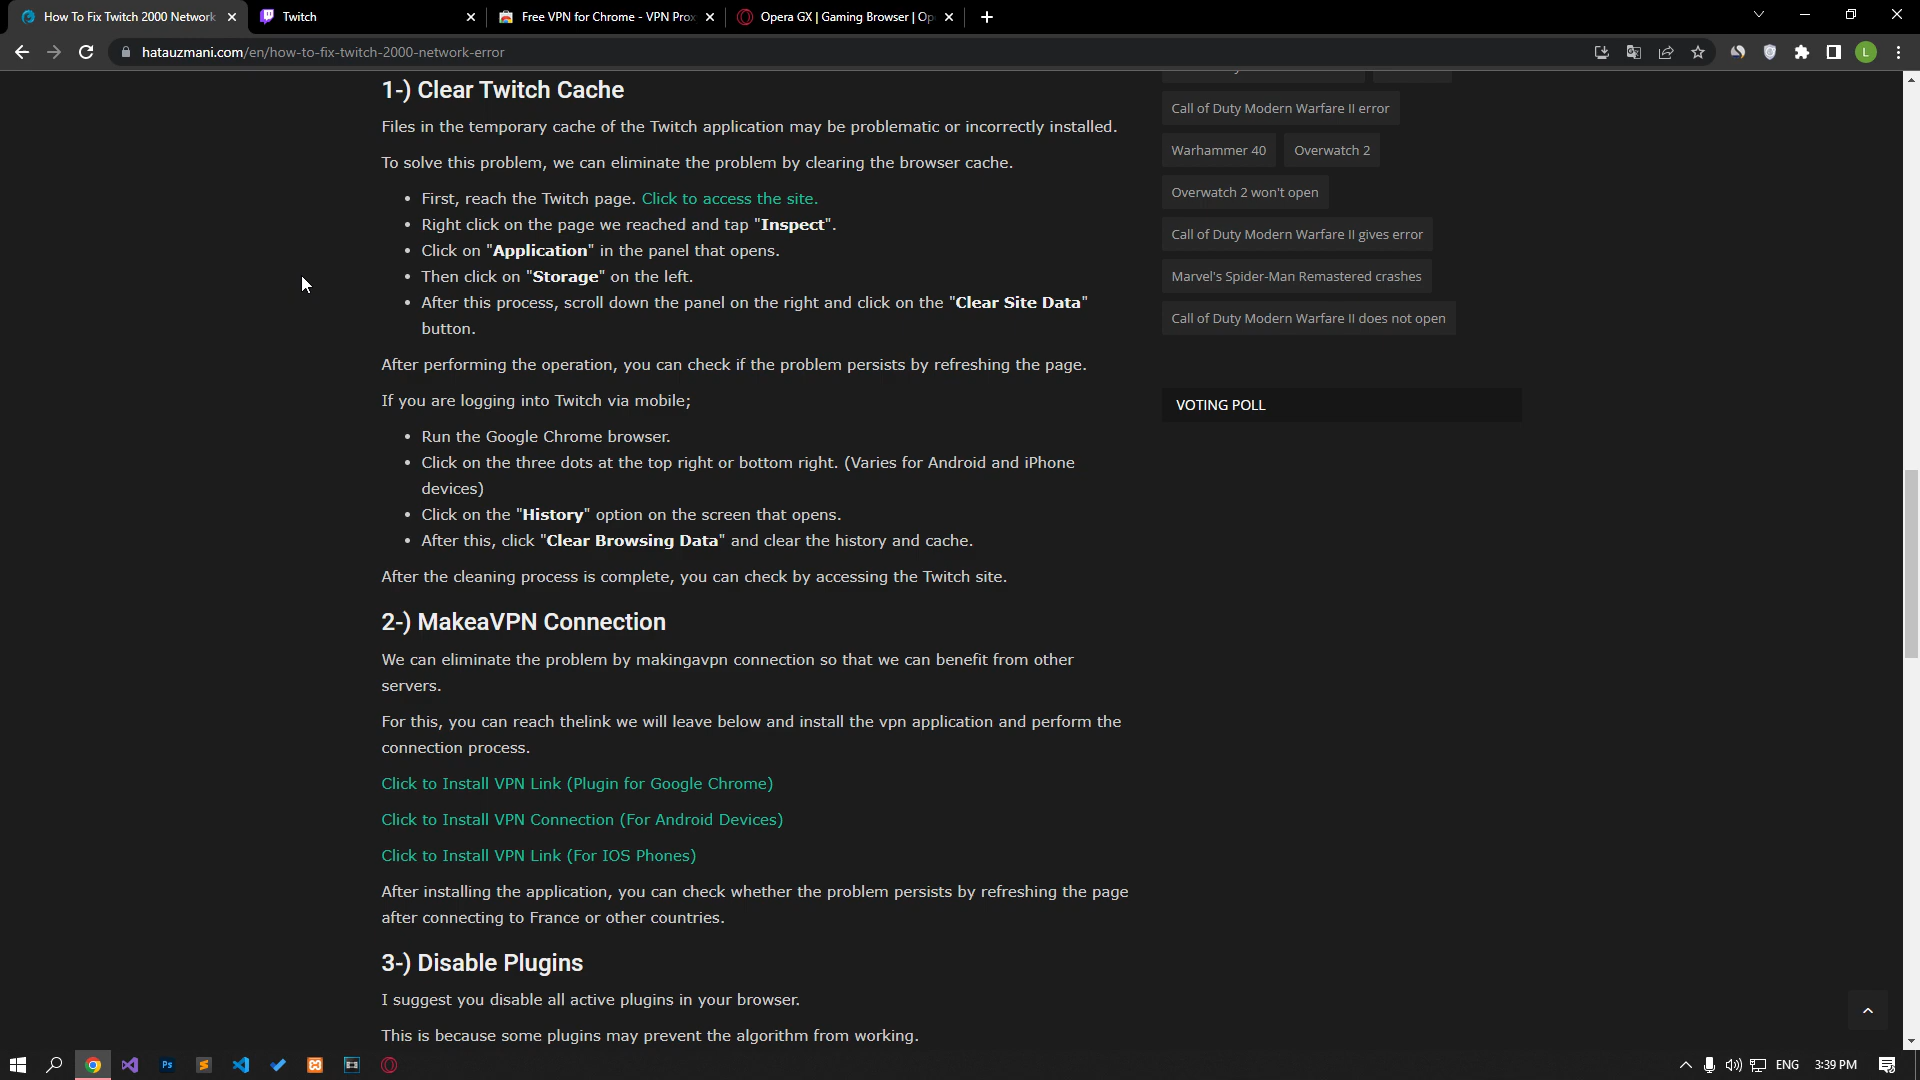 How To Fix Twitch 2000 Network
Twitch
Free VPN for Chrome - VPN Pro
Opera GX | Gaming Browser | Op
hatauzmani.com/en/how-to-fix-twitch-2000-network-error
L
1-) Clear Twitch Cache
Files in the temporary cache of the Twitch application may be problematic or incorrectly installed.
To solve this problem, we can eliminate the problem by clearing the browser cache.
• First, reach the Twitch page. Click to access the site.
• Right click on the page we reached and tap "Inspect".
• Click on "Application" in the panel that opens.
• Then click on "Storage" on the left.
• After this process, scroll down the panel on the right and click on the "Clear Site Data"
button.
After performing the operation, you can check if the problem persists by refreshing the page.
If you are logging into Twitch via mobile;
• Run the Google Chrome browser.
• Click on the three dots at the top right or bottom right. (Varies for Android and iPhone
devices)
• Click on the "History" option on the screen that opens.
• After this, click "Clear Browsing Data" and clear the history and cache.
After the cleaning process is complete, you can check by accessing the Twitch site.
2-) MakeaVPN Connection
We can eliminate the problem by makingavpn connection so that we can benefit from other
servers.
For this, you can reach thelink we will leave below and install the vpn application and perform the
connection process.
Click to Install VPN Link (Plugin for Google Chrome)
Click to Install VPN Connection (For Android Devices)
Click to Install VPN Link (For IOS Phones)
After installing the application, you can check whether the problem persists by refreshing the page
after connecting to France or other countries.
3-) Disable Plugins
I suggest you disable all active plugins in your browser.
This is because some plugins may prevent the algorithm from working.
Call of Duty Modern Warfare II error
Warhammer 40
Overwatch 2
Overwatch 2 won't open
Call of Duty Modern Warfare II gives error
Marvel's Spider-Man Remastered crashes
Call of Duty Modern Warfare II does not open
VOTING POLL
Ps
ENG
3:39 PM